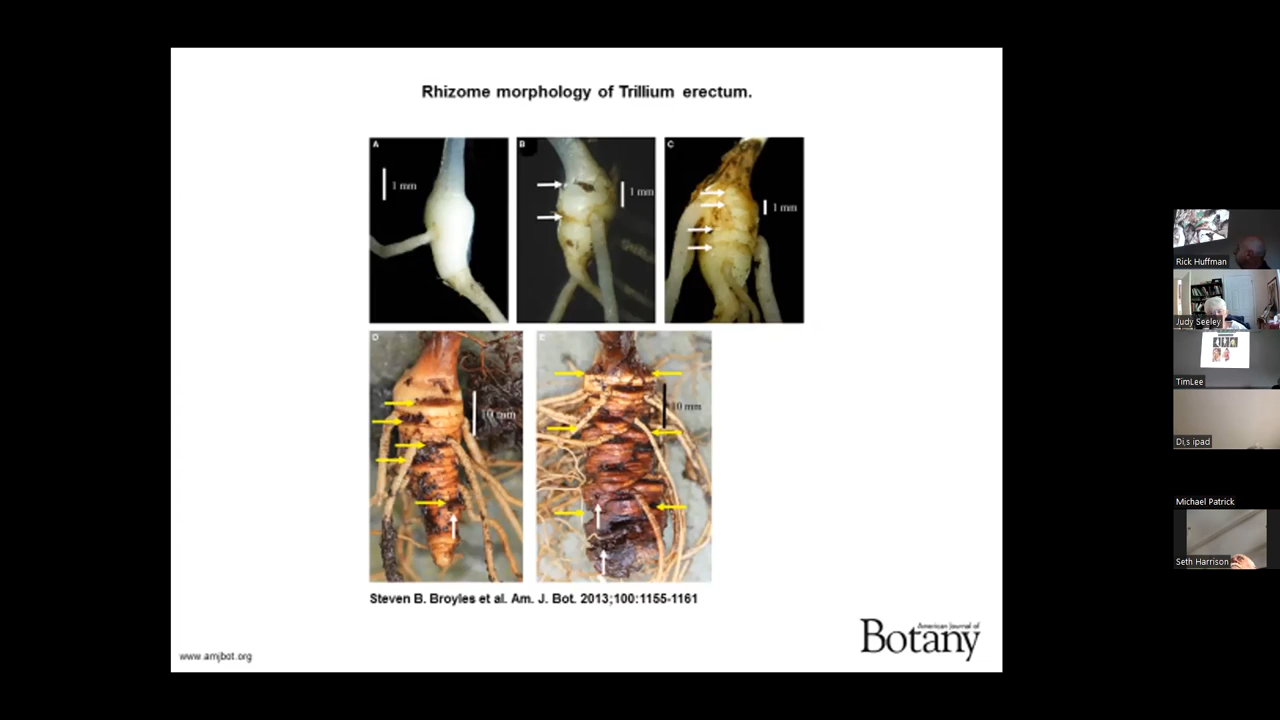 Rhizome morphology of Trillium erectum.
A
1 mm
B
1 mm
C
1 mm
D
10 mm
E
10 mm
Steven B. Broyles et al. Am. J. Bot. 2013;100:1155-1161
www.amjbot.org
American Journal of
Botany
Rick Huffman
Judy Seeley
TimLee
Di,s ipad
Michael Patrick
Seth Harrison